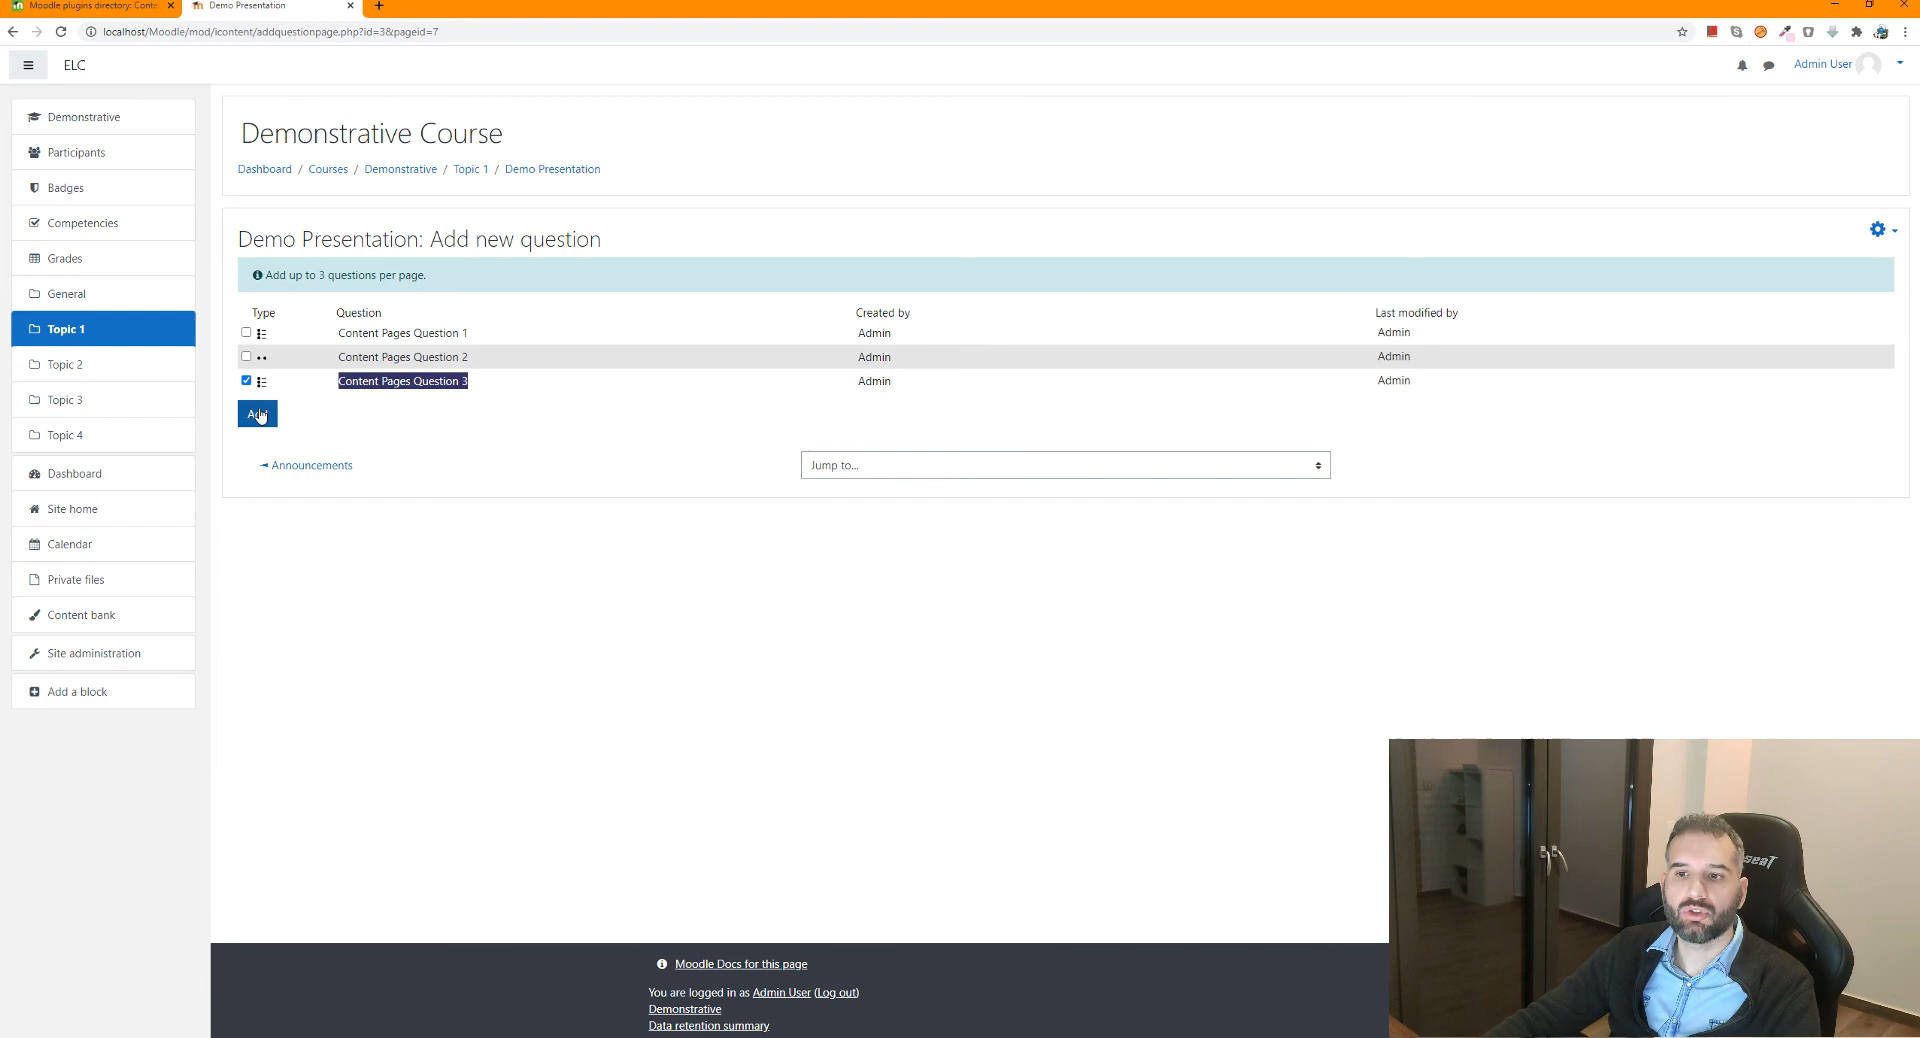 Moodle plugins directory: Conte
Demo Presentation
localhost/Moodle/mod/icontent/addquestionpage.php?id=3&pageid=7
ELC
Admin User
Demonstrative
Participants
Badges
Competencies
Grades
General
Topic 1
Topic 2
Topic 3
Topic 4
Dashboard
Site home
Calendar
Private files
Content bank
Site administration
Add a block
Demonstrative Course
Dashboard / Courses / Demonstrative / Topic 1 / Demo Presentation
Demo Presentation: Add new question
Add up to 3 questions per page.
Type Question Created by Last modified by
Content Pages Question 1 Admin Admin
Content Pages Question 2 Admin Admin
Content Pages Question 3 Admin Admin
◄ Announcements
Jump to...
Moodle Docs for this page
You are logged in as Admin User (Log out)
Demonstrative
Data retention summary